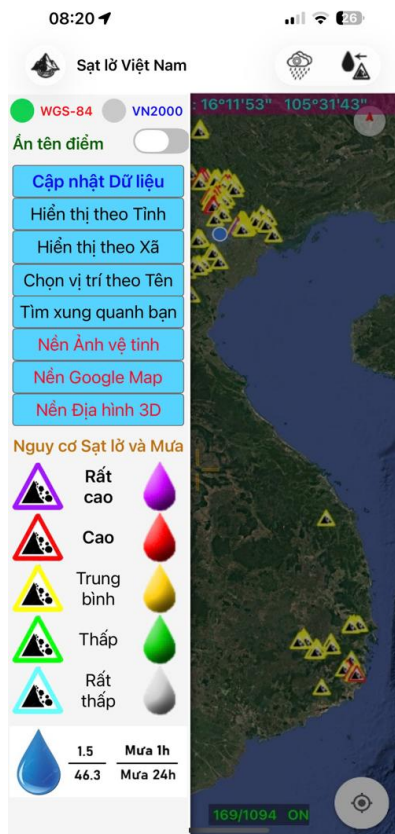 08:20
26
Sạt lở Việt Nam
WGS-84 VN2000
: 16°11'53" 105°31'43"
Ẩn tên điểm
Cập nhật Dữ liệu
Hiển thị theo Tỉnh
Hiển thị theo Xã
Chọn vị trí theo Tên
Tìm xung quanh bạn
Nền Ảnh vệ tinh
Nền Google Map
Nền Địa hình 3D
Nguy cơ Sạt lở và Mưa
Rất
cao
Cao
Trung
bình
Thấp
Rất
thấp
1.5 Mưa 1h
46.3 Mưa 24h
169/1094 ON